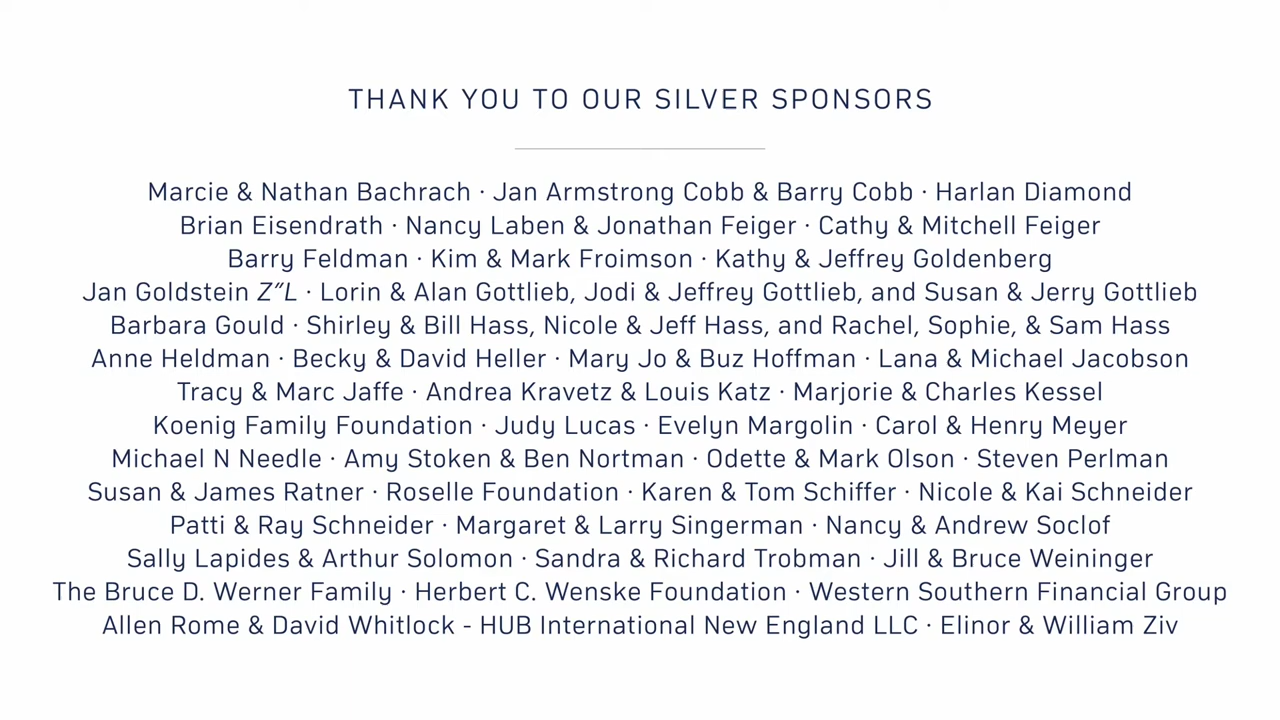 THANK YOU TO OUR SILVER SPONSORS
Marcie & Nathan Bachrach · Jan Armstrong Cobb & Barry Cobb · Harlan Diamond
Brian Eisendrath · Nancy Laben & Jonathan Feiger · Cathy & Mitchell Feiger
Barry Feldman · Kim & Mark Froimson · Kathy & Jeffrey Goldenberg
Jan Goldstein Z”L · Lorin & Alan Gottlieb, Jodi & Jeffrey Gottlieb, and Susan & Jerry Gottlieb
Barbara Gould · Shirley & Bill Hass, Nicole & Jeff Hass, and Rachel, Sophie, & Sam Hass
Anne Heldman · Becky & David Heller · Mary Jo & Buz Hoffman · Lana & Michael Jacobson
Tracy & Marc Jaffe · Andrea Kravetz & Louis Katz · Marjorie & Charles Kessel
Koenig Family Foundation · Judy Lucas · Evelyn Margolin · Carol & Henry Meyer
Michael N Needle · Amy Stoken & Ben Nortman · Odette & Mark Olson · Steven Perlman
Susan & James Ratner · Roselle Foundation · Karen & Tom Schiffer · Nicole & Kai Schneider
Patti & Ray Schneider · Margaret & Larry Singerman · Nancy & Andrew Soclof
Sally Lapides & Arthur Solomon · Sandra & Richard Trobman · Jill & Bruce Weininger
The Bruce D. Werner Family · Herbert C. Wenske Foundation · Western Southern Financial Group
Allen Rome & David Whitlock - HUB International New England LLC · Elinor & William Ziv